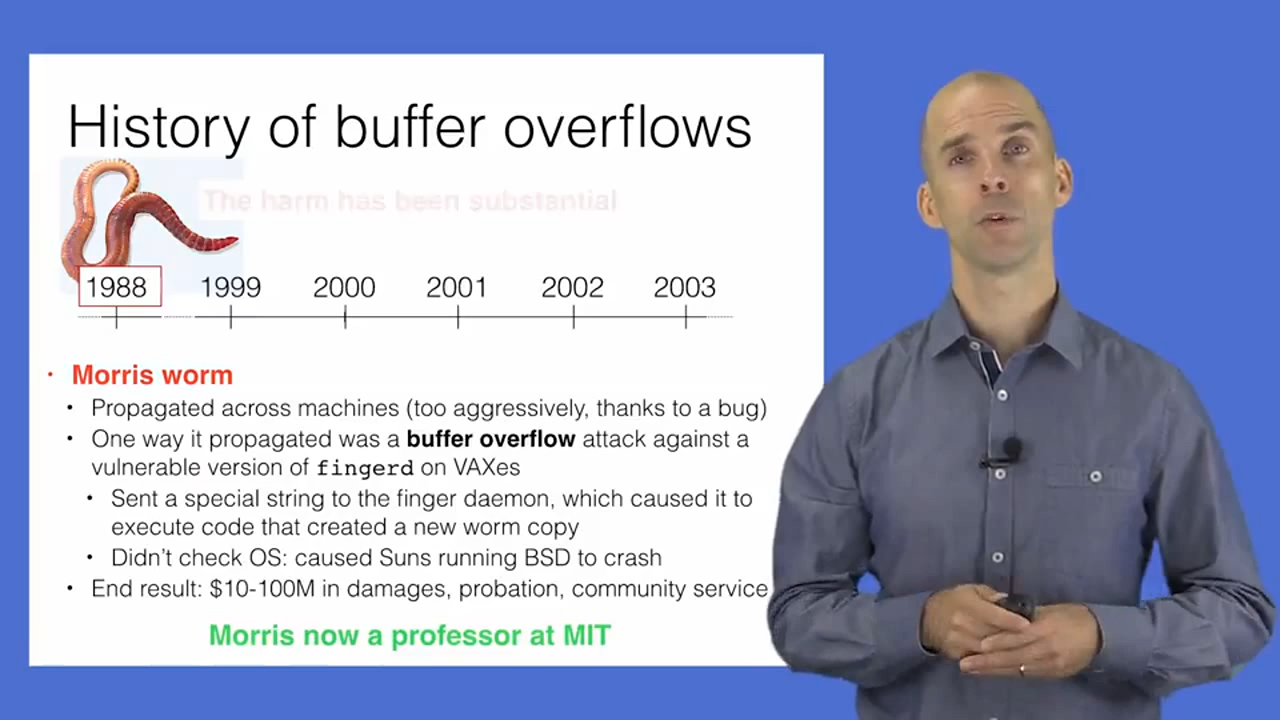 History of buffer overflows
The harm has been substantial
1988 1999 2000 2001 2002 2003
• Morris worm
• Propagated across machines (too aggressively, thanks to a bug)
• One way it propagated was a buffer overflow attack against a
vulnerable version of fingerd on VAXes
• Sent a special string to the finger daemon, which caused it to
execute code that created a new worm copy
• Didn't check OS: caused Suns running BSD to crash
• End result: $10-100M in damages, probation, community service
Morris now a professor at MIT